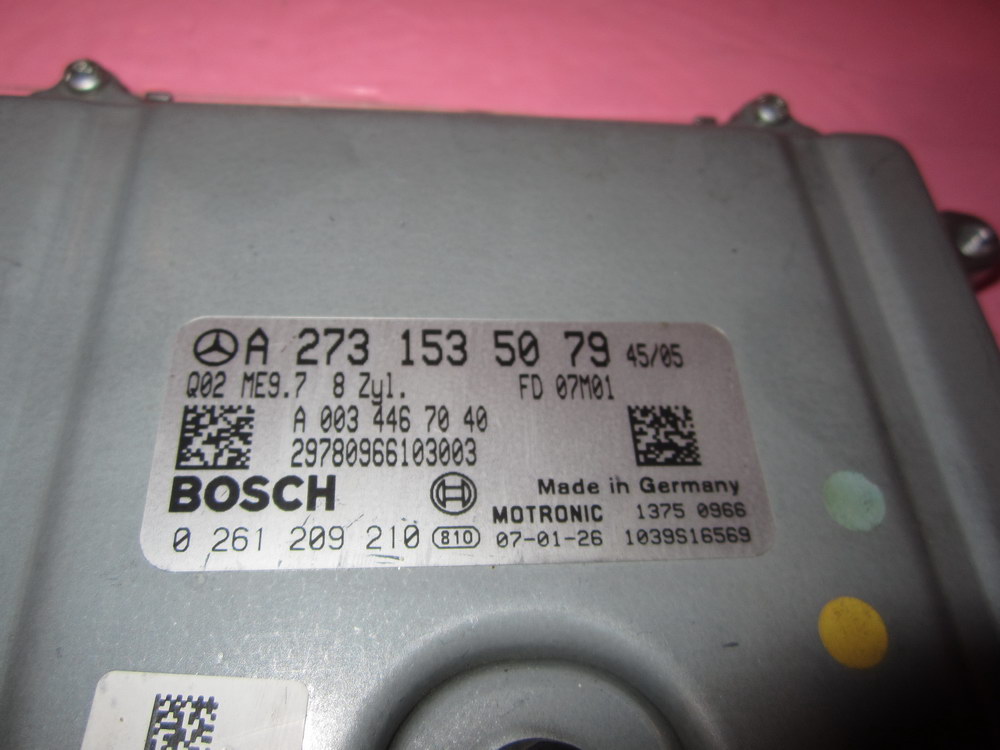 A 273 153 50 79 45/05
Q02 ME9.7 8 Zyl. FD 07M01
A 003 446 70 40
29780966103003
BOSCH Made in Germany
MOTRONIC 1375 0966
0 261 209 210 810 07-01-26 1039S16569